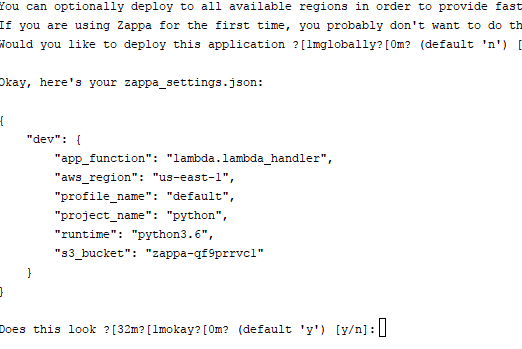 You can optionally deploy to all available regions in order to provide fast
If you are using Zappa for the first time, you probably don't want to do th
Would you like to deploy this application ?[1mglobally?[0m? (default 'n') [
Okay, here's your zappa_settings.json:
{
    "dev": {
        "app_function": "lambda.lambda_handler",
        "aws_region": "us-east-1",
        "profile_name": "default",
        "project_name": "python",
        "runtime": "python3.6",
        "s3_bucket": "zappa-qf9prrvcl"
    }
}
Does this look ?[32m?[1mokay?[0m? (default 'y') [y/n]: